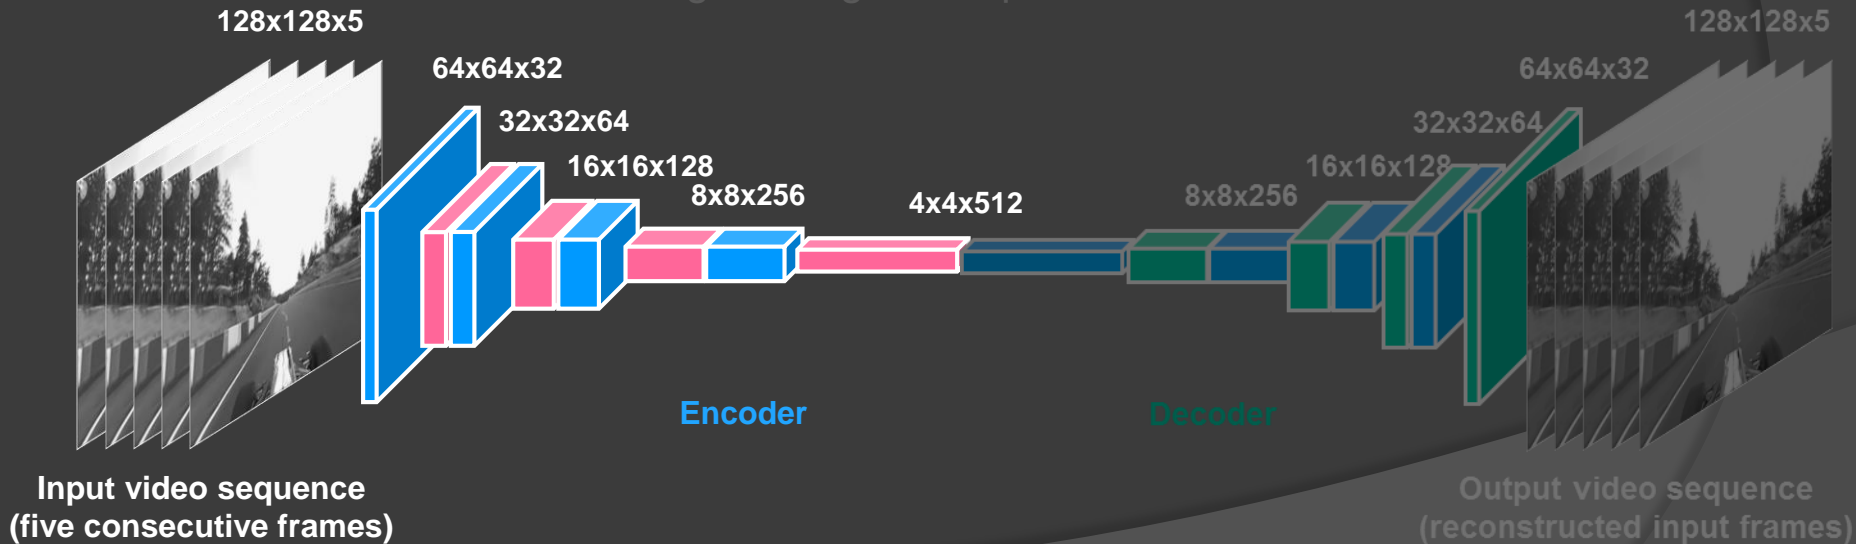 128x128x5
64x64x32
32x32x64
16x16x128
8x8x256
4x4x512
8x8x256
16x16x128
32x32x64
64x64x32
128x128x5
Encoder
Decoder
Input video sequence
(five consecutive frames)
Output video sequence
(reconstructed input frames)